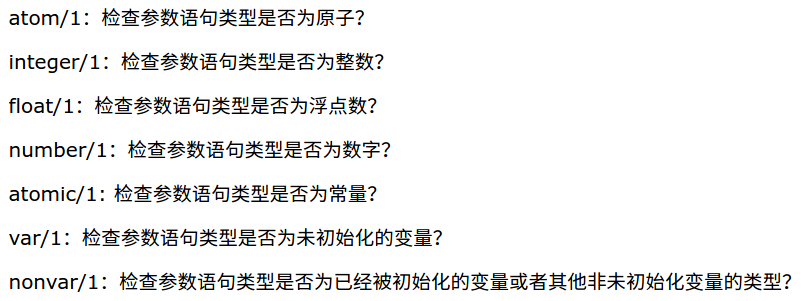 atom/1：检查参数语句类型是否为原子？
integer/1：检查参数语句类型是否为整数？
float/1：检查参数语句类型是否为浮点数？
number/1：检查参数语句类型是否为数字？
atomic/1：检查参数语句类型是否为常量？
var/1：检查参数语句类型是否为未初始化的变量？
nonvar/1：检查参数语句类型是否为已经被初始化的变量或者其他非未初始化变量的类型？